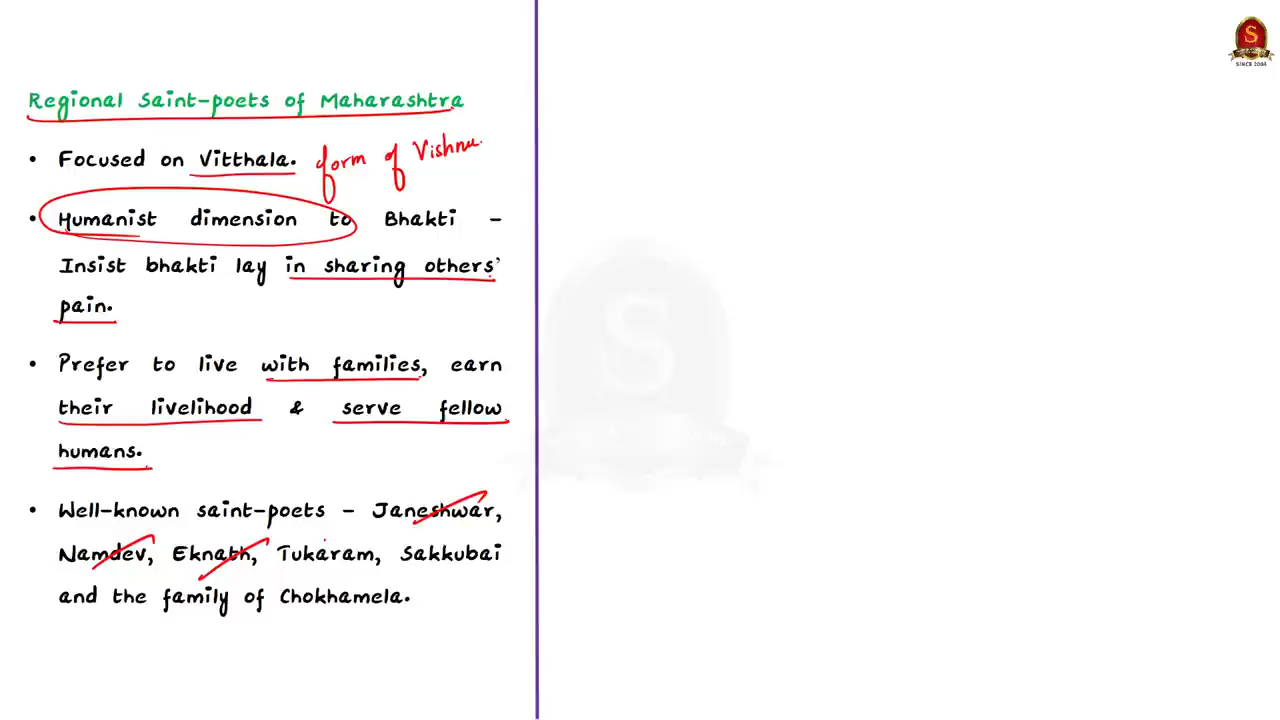 Regional Saint-poets of Maharashtra
• Focused on Vitthala. form of Vishnu.
• Humanist dimension to Bhakti -
Insist bhakti lay in sharing others'
pain.
• Prefer to live with families, earn
their livelihood & serve fellow
humans.
• Well-known saint-poets - Janeshwar,
Namdev, Eknath, Tukaram, Sakkubai
and the family of Chokhamela.
S
SINCE 2004
S